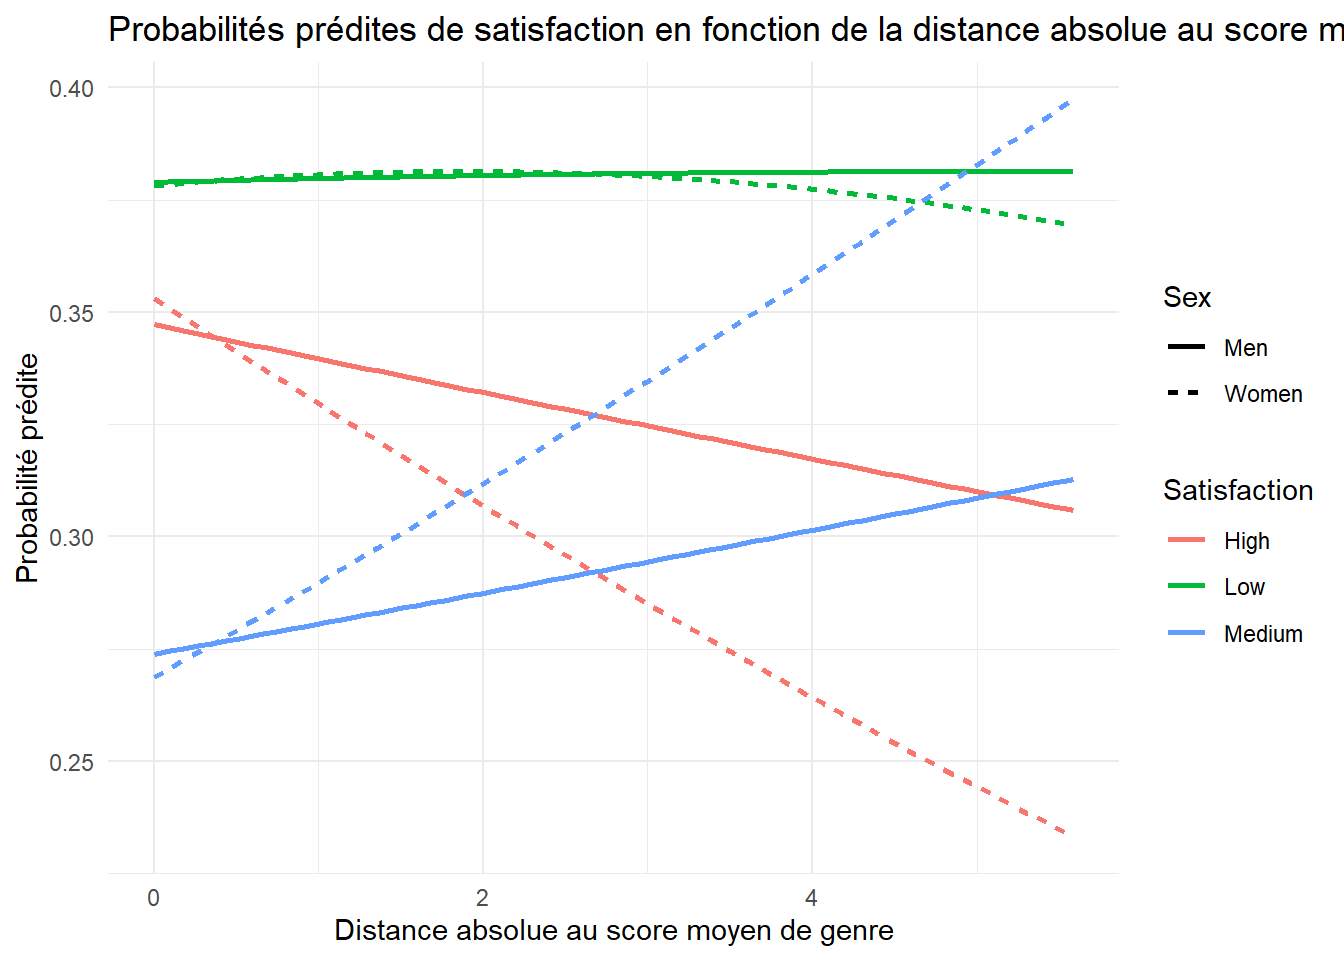 Probabilités prédites de satisfaction en fonction de la distance absolue au score
Probabilité prédite
0.40
0.35
0.30
0.25
0
2
4
Distance absolue au score moyen de genre
Sex
Men
Women
Satisfaction
High
Low
Medium